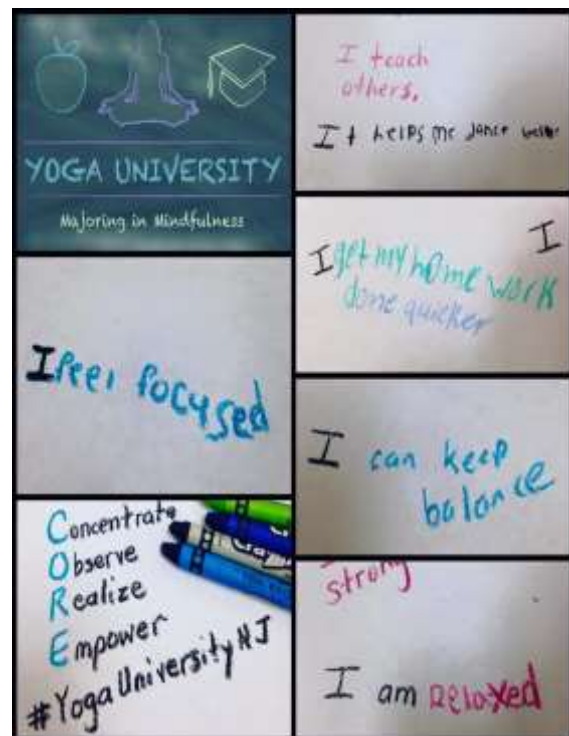 YOGA UNIVERSITY
Majoring in Mindfulness
I feel focused
Concentrate
Observe
Realize
Empower
#YogaUniversityNJ
I teach
others.
It helps me dance
I get my home work
done quicker
I
I can keep
balance
strong
I am Relaxed